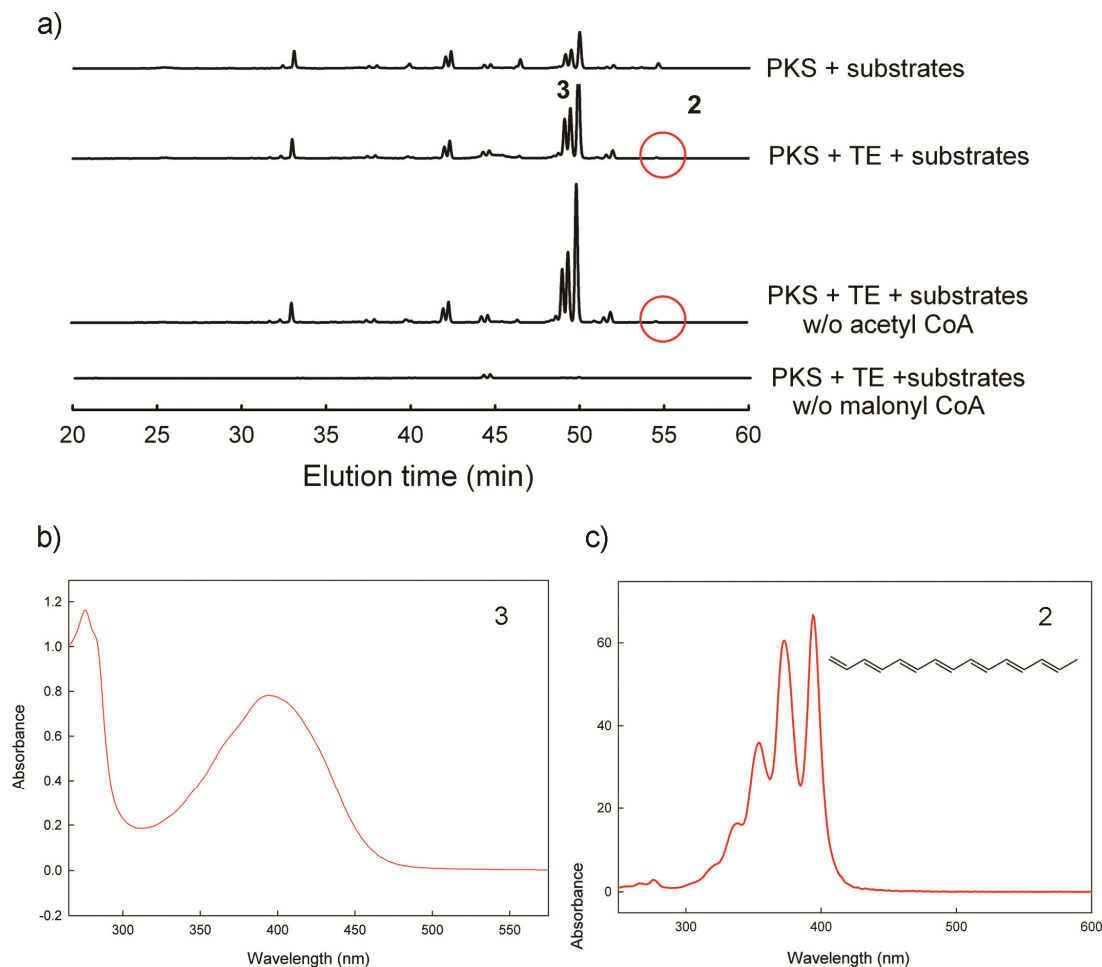 a)
PKS + substrates
3
2
PKS + TE + substrates
PKS + TE + substrates
w/o acetyl CoA
PKS + TE +substrates
w/o malonyl CoA
20 25 30 35 40 45 50 55 60
Elution time (min)
b)
c)
3
2
1.2
1.0
0.8
0.6
0.4
0.2
0.0
-0.2
Absorbance
300 350 400 450 500 550
Wavelength (nm)
60
40
20
0
Absorbance
300 400 500 600
Wavelength (nm)